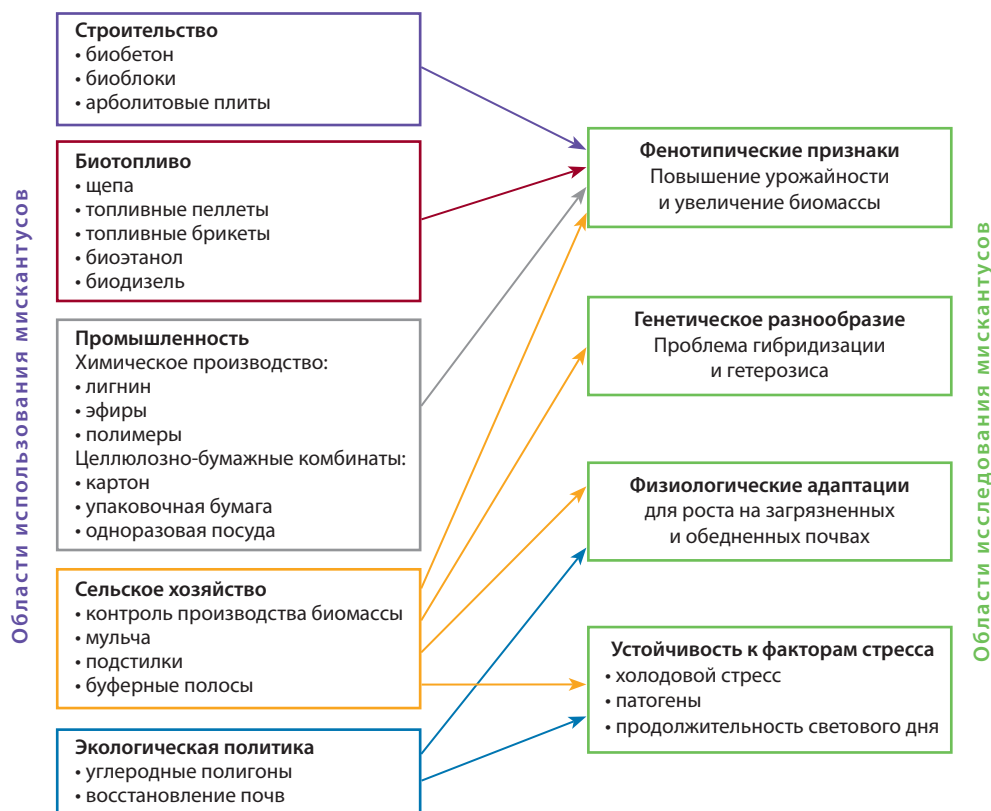 Области использования мискантусов
Строительство
• биобетон
• биоблоки
• арболитовые плиты
Биотопливо
• щепа
• топливные пеллеты
• топливные брикеты
• биоэтанол
• биодизель
Промышленность
Химическое производство:
• лигнин
• эфиры
• полимеры
Целлюлозно-бумажные комбинаты:
• картон
• упаковочная бумага
• одноразовая посуда
Сельское хозяйство
• контроль производства биомассы
• мульча
• подстилки
• буферные полосы
Экологическая политика
• углеродные полигоны
• восстановление почв
Фенотипические признаки
Повышение урожайности
и увеличение биомассы
Генетическое разнообразие
Проблема гибридизации
и гетерозиса
Физиологические адаптации
для роста на загрязненных
и обедненных почвах
Устойчивость к факторам стресса
• холодовой стресс
• патогены
• продолжительность светового дня
Области исследования мискантусов